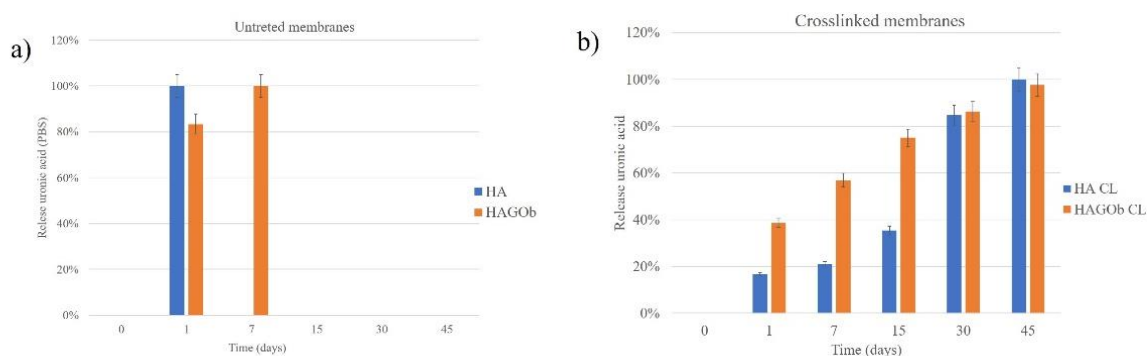 a)
Untreted membranes
120%
100%
80%
60%
40%
20%
0%
Relese uronic acid (PBS)
0 1 7 15 30 45
Time (days)
HA
HAGOb
b)
Crosslinked membranes
120%
100%
80%
60%
40%
20%
0%
Release uronic acid
0 1 7 15 30 45
Time (days)
HA CL
HAGOb CL